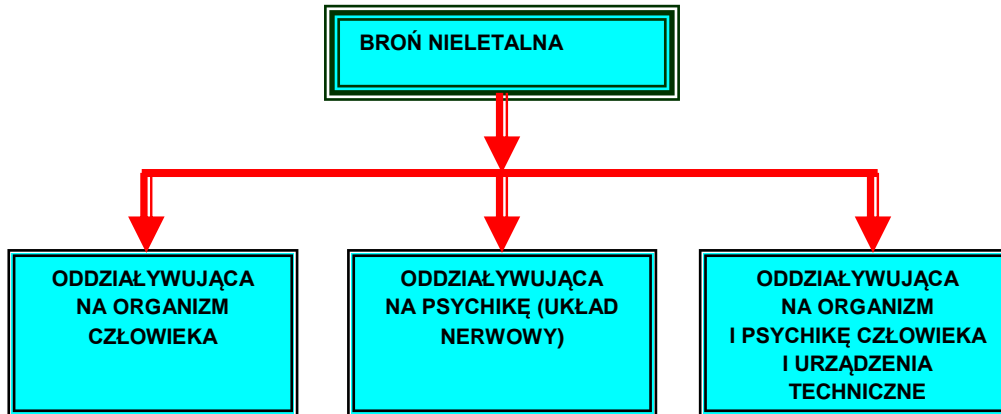 BROŃ NIELETALNA
ODDZIAŁYWUJĄCA
NA ORGANIZM
CZŁOWIEKA
ODDZIAŁYWUJĄCA
NA PSYCHIKĘ (UKŁAD
NERWOWY)
ODDZIAŁYWUJĄCA
NA ORGANIZM
I PSYCHIKĘ CZŁOWIEKA
I URZĄDZENIA
TECHNICZNE